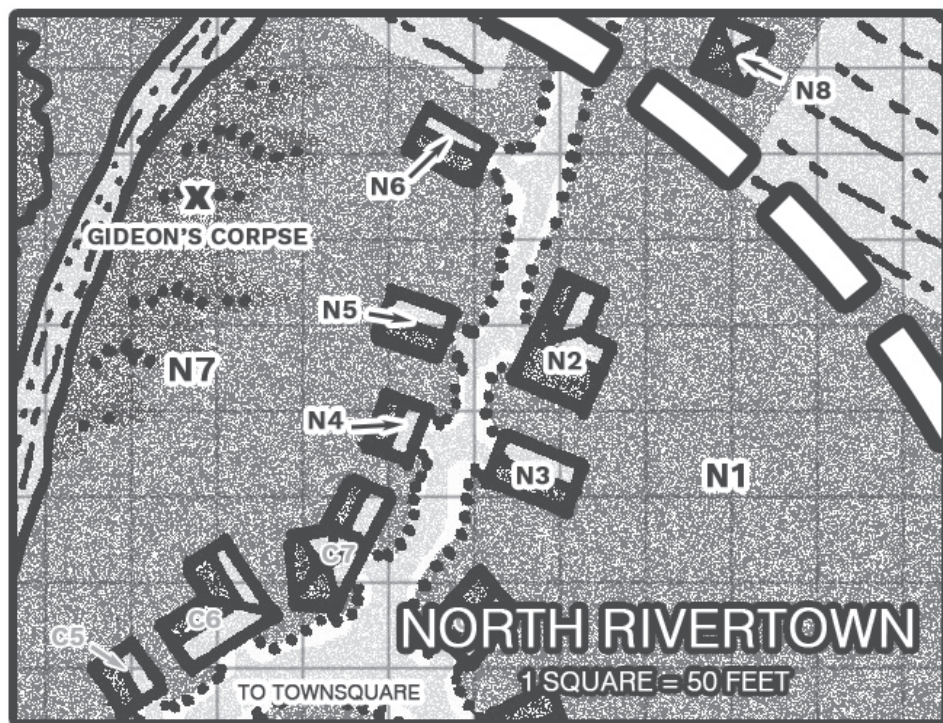 N8
N6
X
GIDEON'S CORPSE
N5
N2
N7
N4
N3
N1
C7
C6
C5
NORTH RIVERTOWN
1 SQUARE = 50 FEET
TO TOWNSQUARE